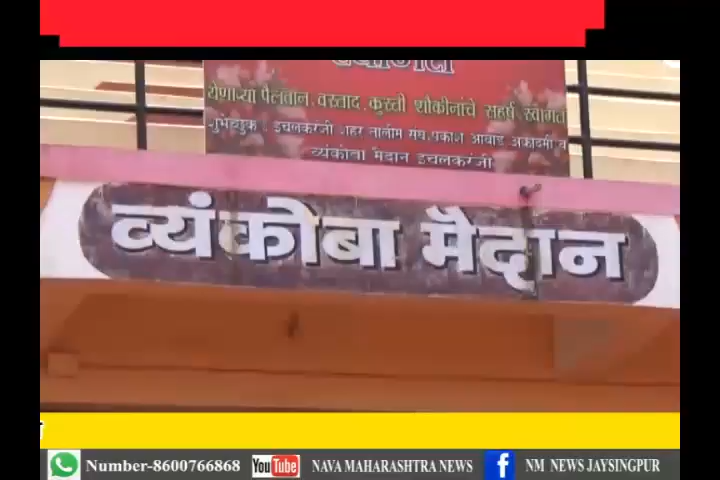 स्वागत
येणाऱ्या पैलवान, वस्ताद, कुस्ती शौकीनांचे सहर्ष स्वागत
शुभेच्छुक : इचलकरंजी शहर तालीम संघ, प्रकाश आवाडे अकादमी व
व्यंकोबा मैदान इचलकरंजी
व्यंकोबा मैदान
Number-8600766868 YouTube NAVA MAHARASHTRA NEWS NM NEWS JAYSINGPUR